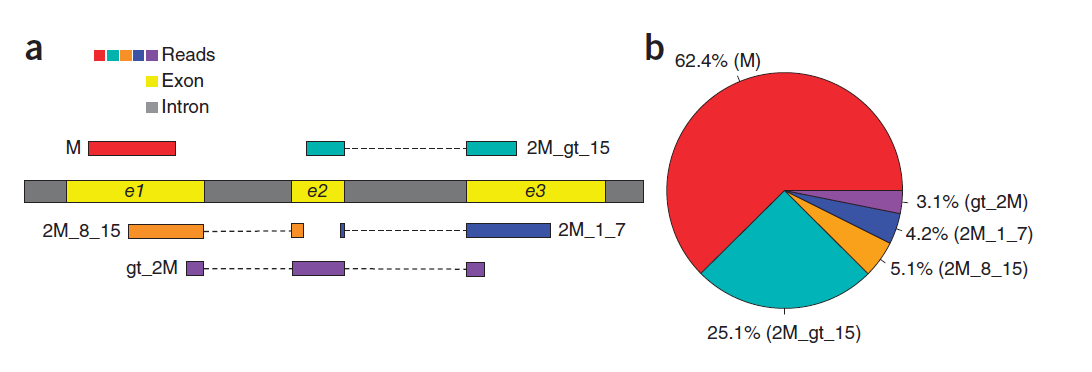 a
Reads
Exon
Intron
M
2M_gt_15
e1
e2
e3
2M_8_15
2M_1_7
gt_2M
b
62.4% (M)
3.1% (gt_2M)
4.2% (2M_1_7)
5.1% (2M_8_15)
25.1% (2M_gt_15)